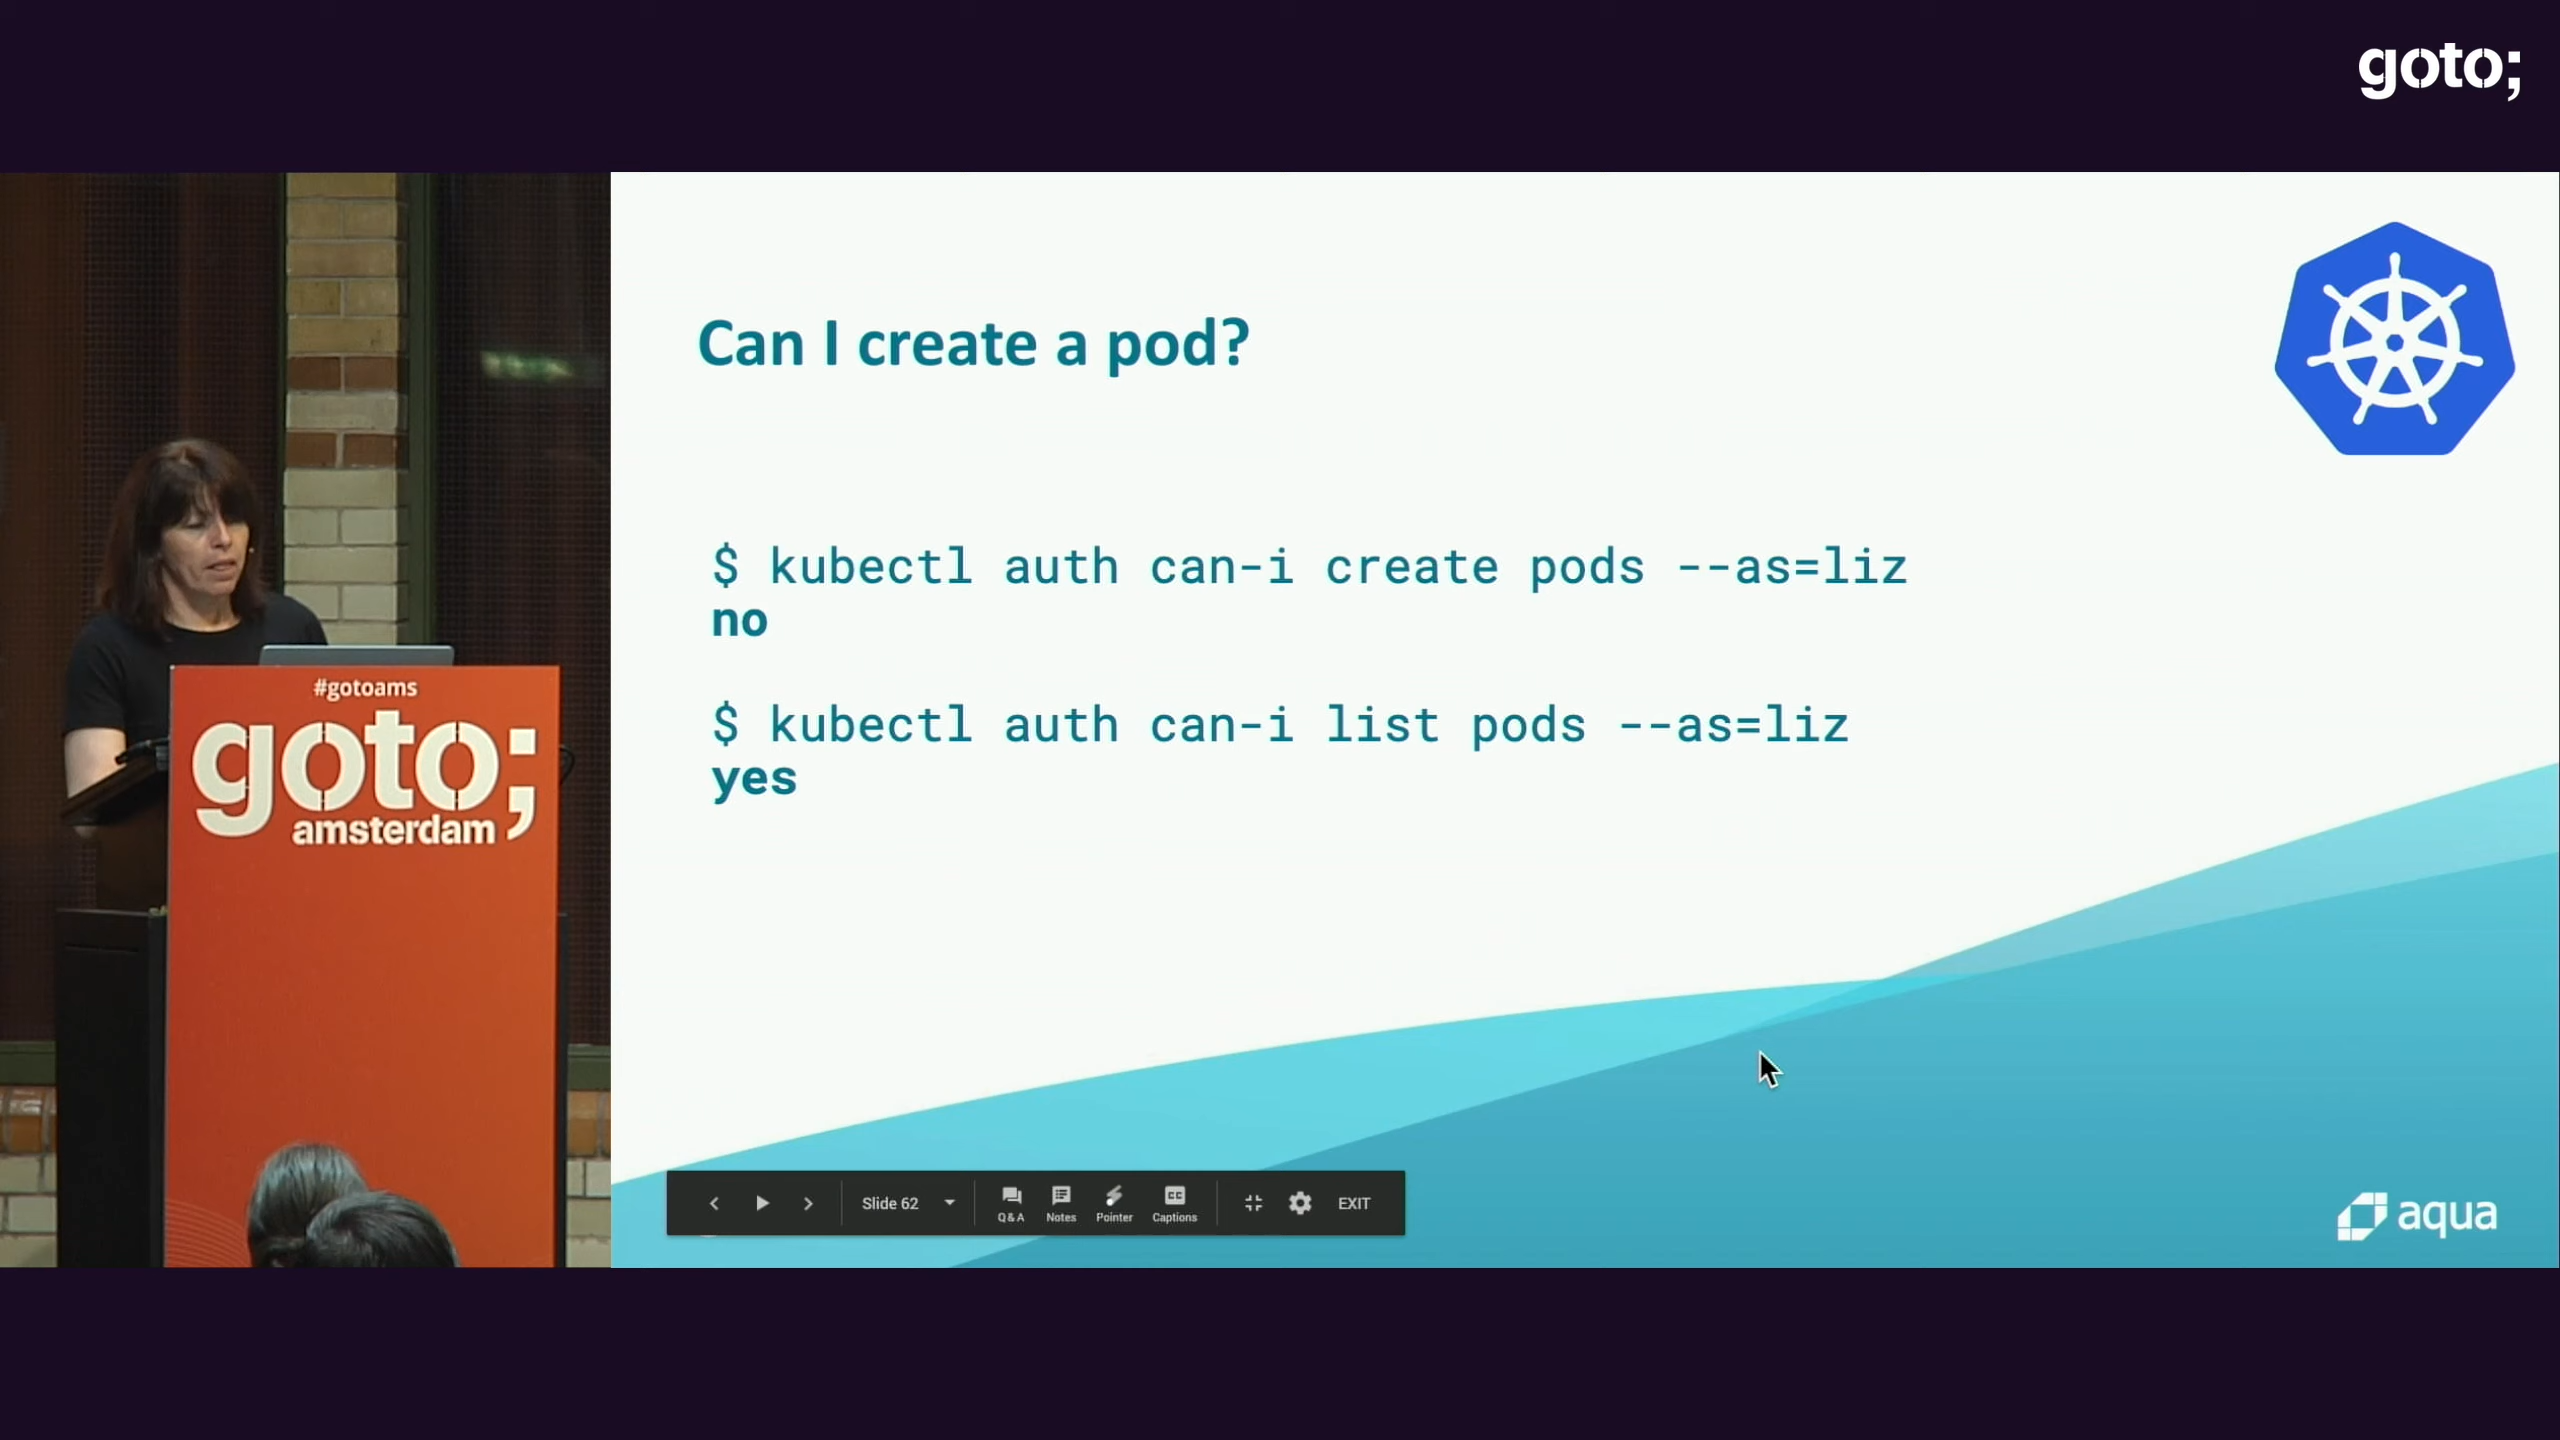 goto;
Can I create a pod?
$ kubectl auth can-i create pods --as=liz
no
$ kubectl auth can-i list pods --as=liz
yes
#gotoams
goto;
amsterdam
Slide 62
Q&A
Notes
CC
Pointer
Captions
EXIT
aqua